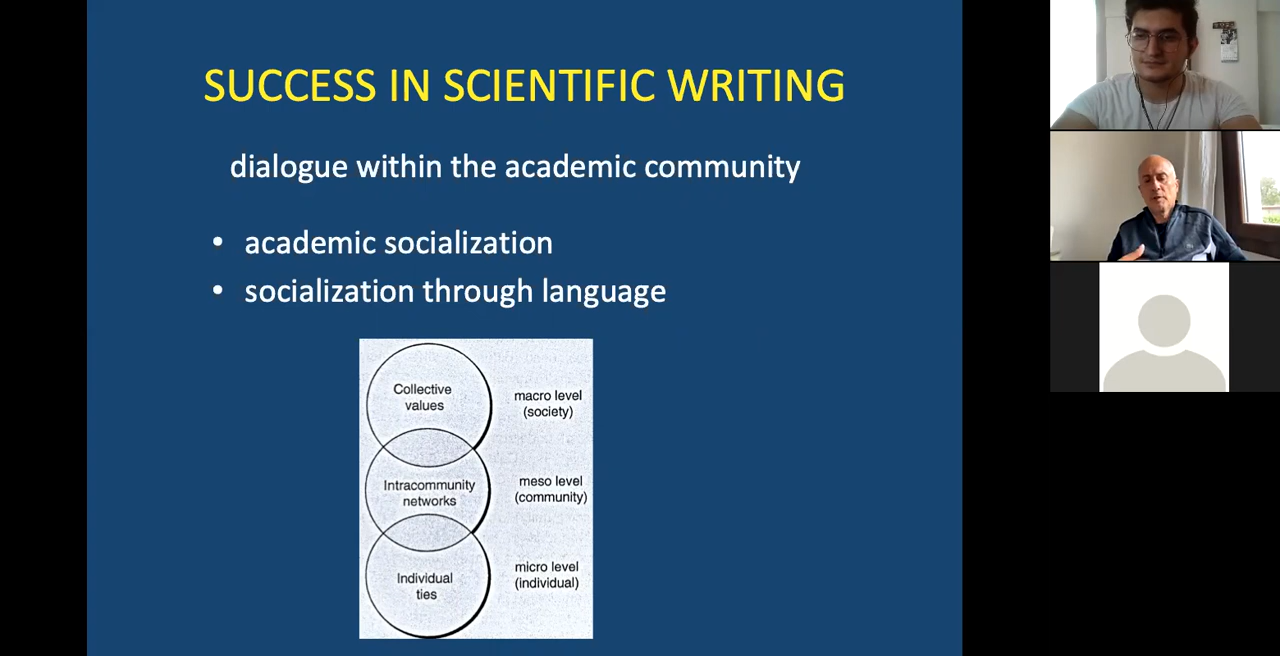 SUCCESS IN SCIENTIFIC WRITING
dialogue within the academic community
• academic socialization
• socialization through language
Collective
values
macro level
(society)
Intracommunity
networks
meso level
(community)
Individual
ties
micro level
(individual)